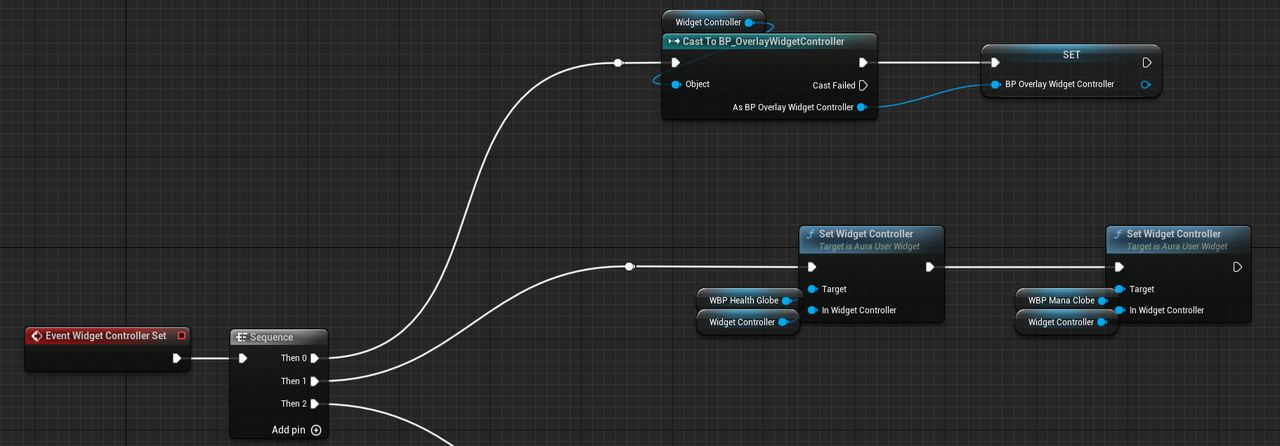 Widget Controller
Cast To BP_OverlayWidgetController
Object
Cast Failed
As BP Overlay Widget Controller
SET
BP Overlay Widget Controller
Set Widget Controller
Target is Aura User Widget
Target
In Widget Controller
WBP Health Globe
Widget Controller
Set Widget Controller
Target is Aura User Widget
Target
In Widget Controller
WBP Mana Clobe
Widget Controller
Event Widget Controller Set
Sequence
Then 0
Then 1
Then 2
Add pin